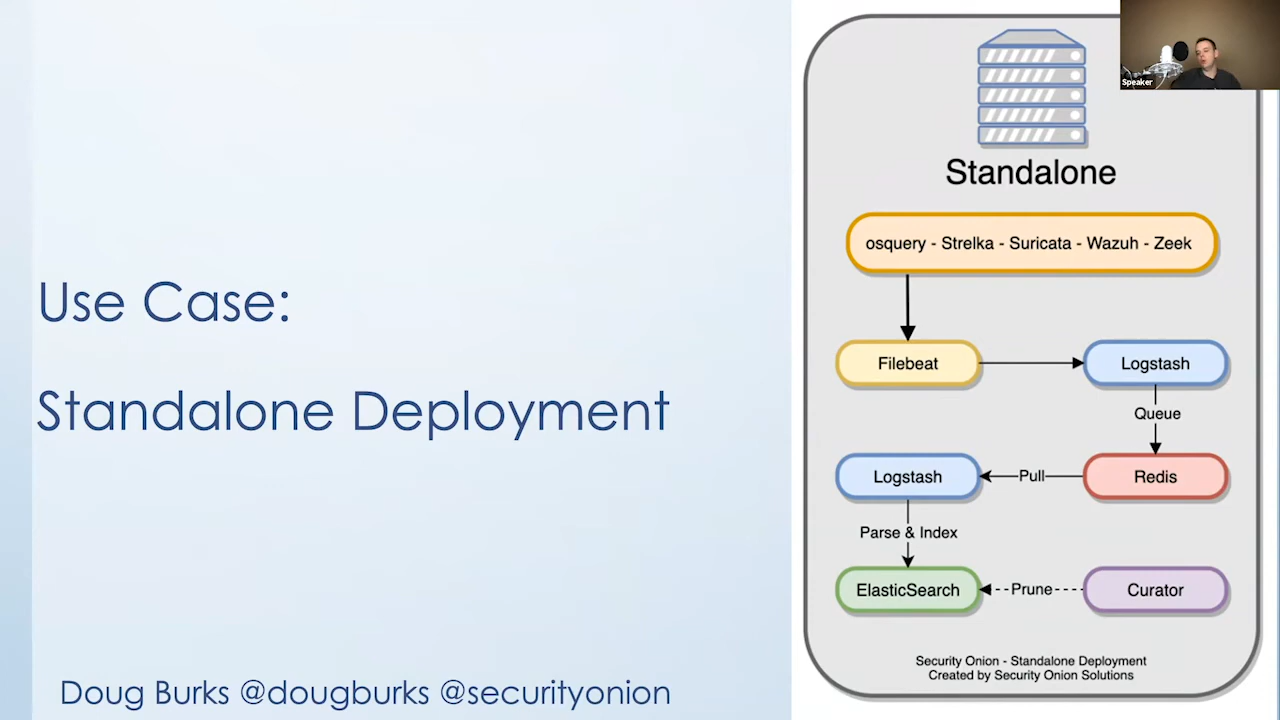 Use Case:
Standalone Deployment
Doug Burks @dougburks @securityonion
Speaker
Standalone
osquery - Strelka - Suricata - Wazuh - Zeek
Filebeat
Logstash
Queue
Logstash
Pull
Redis
Parse & Index
ElasticSearch
Prune
Curator
Security Onion - Standalone Deployment
Created by Security Onion Solutions